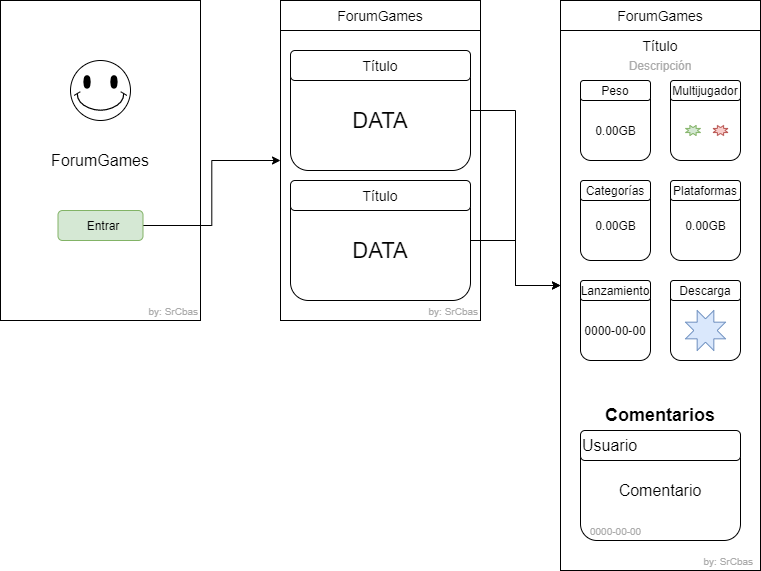 ForumGames
Entrar
by: SrCbas
ForumGames
Título
DATA
Título
DATA
by: SrCbas
ForumGames
Título
Descripción
Peso
0.00GB
Multijugador
Categorías
0.00GB
Plataformas
0.00GB
Lanzamiento
0000-00-00
Descarga
Comentarios
Usuario
Comentario
0000-00-00
by: SrCbas